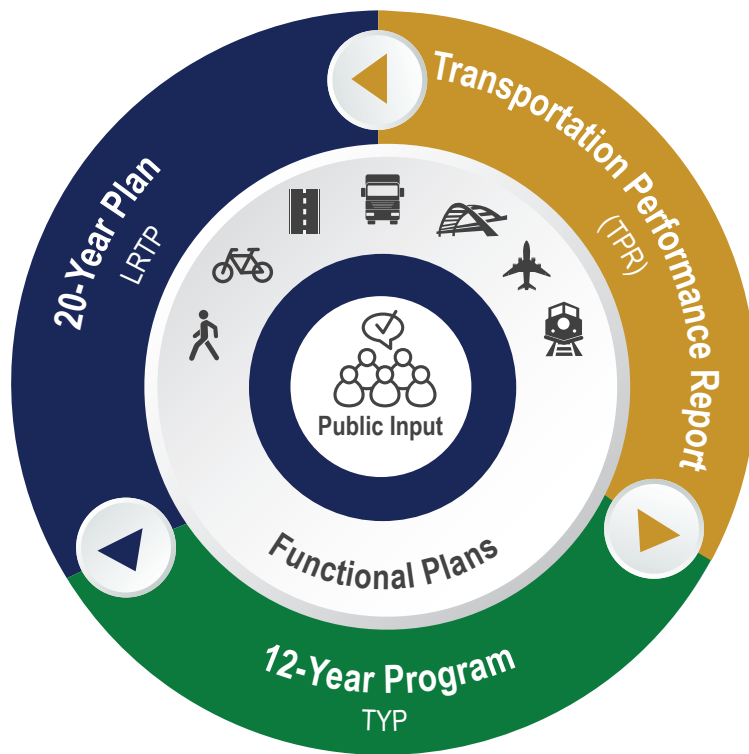 20-Year Plan
LRTP
Transportation Performance Report
(TPR)
Public Input
Functional Plans
12-Year Program
TYP